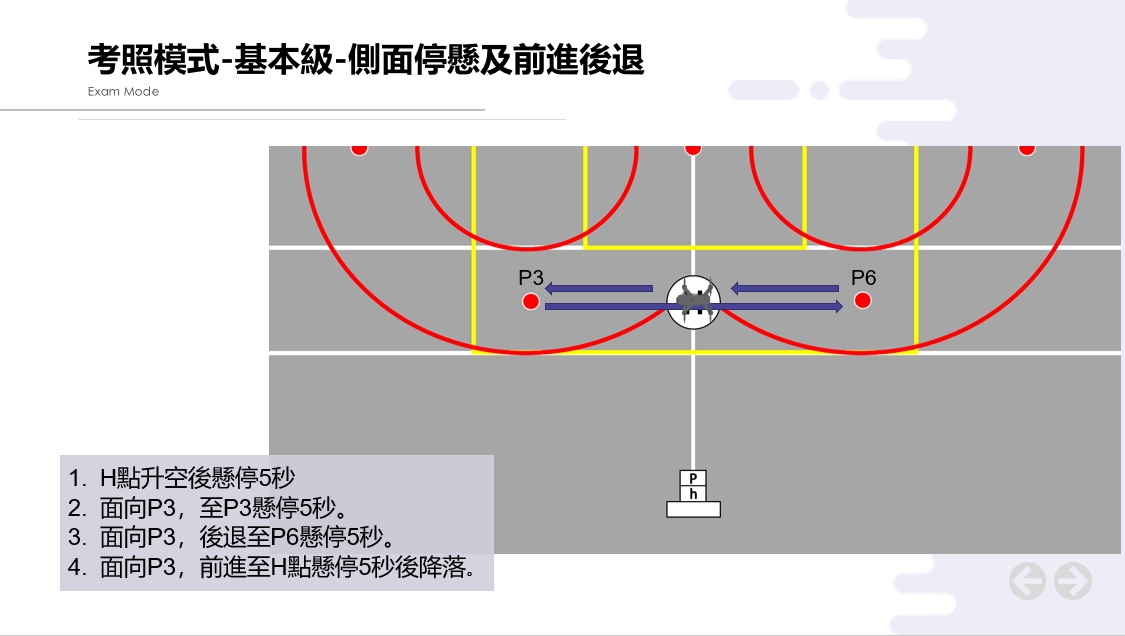 考照模式-基本級-側面停懸及前進後退
Exam Mode
P3
P6
H
P
h
1. H點升空後懸停5秒
2. 面向P3，至P3懸停5秒。
3. 面向P3，後退至P6懸停5秒。
4. 面向P3，前進至H點懸停5秒後降落。